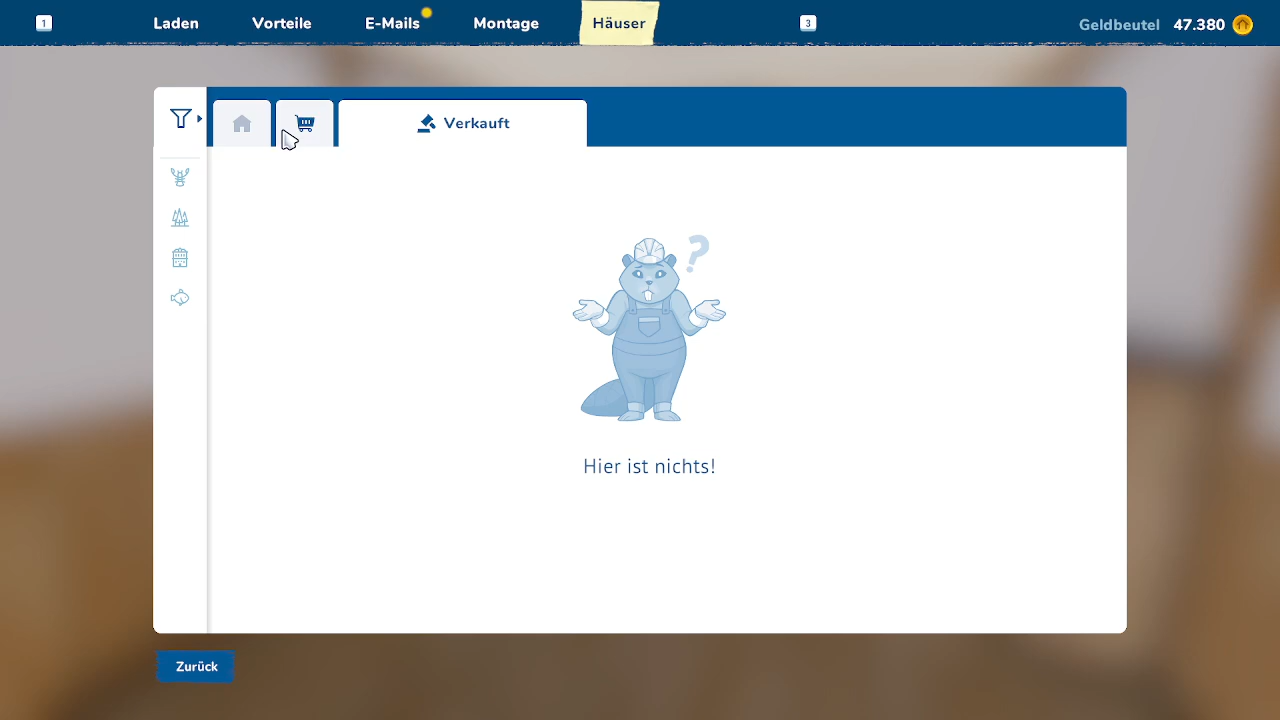 1
Laden
Vorteile
E-Mails
Montage
Häuser
3
Geldbeutel 47.380
Verkauft
?
Hier ist nichts!
Zurück